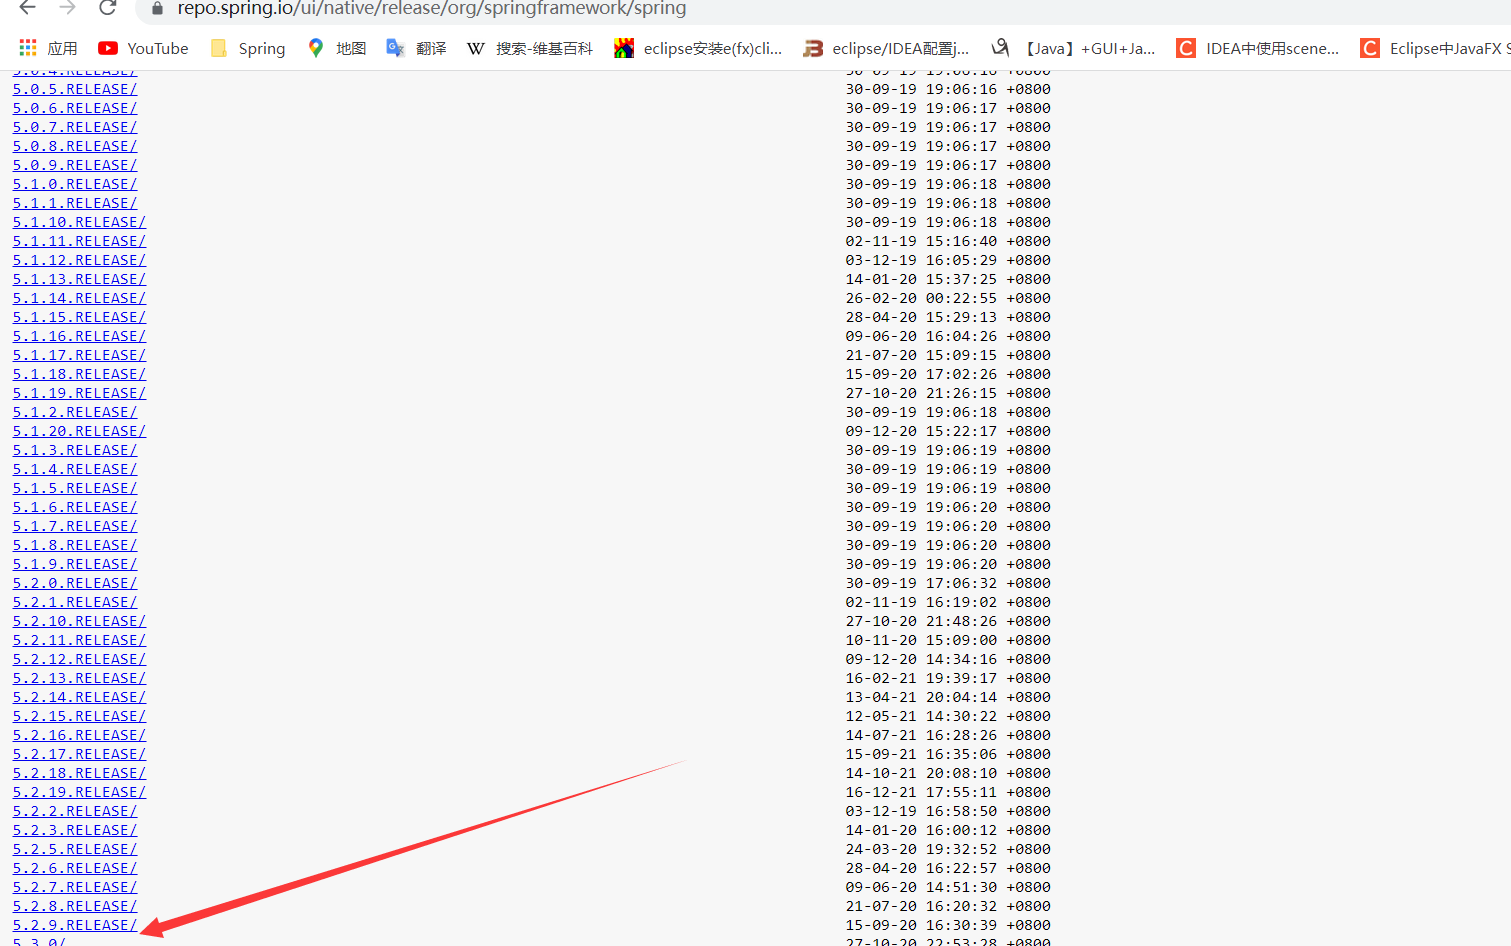 repo.spring.io/ui/native/release/org/springframework/spring
应用 YouTube Spring 地图 翻译 W 搜索-维基百科 eclipse安装e(fx)cli... eclipse/IDEA配置j... 【Java】+GUI+Ja... C IDEA中使用scene... C Eclipse中JavaFX S
5.0.4.RELEASE/ 30-09-19 19:06:16 +0800
5.0.5.RELEASE/ 30-09-19 19:06:16 +0800
5.0.6.RELEASE/ 30-09-19 19:06:17 +0800
5.0.7.RELEASE/ 30-09-19 19:06:17 +0800
5.0.8.RELEASE/ 30-09-19 19:06:17 +0800
5.0.9.RELEASE/ 30-09-19 19:06:17 +0800
5.1.0.RELEASE/ 30-09-19 19:06:18 +0800
5.1.1.RELEASE/ 30-09-19 19:06:18 +0800
5.1.10.RELEASE/ 30-09-19 19:06:18 +0800
5.1.11.RELEASE/ 02-11-19 15:16:40 +0800
5.1.12.RELEASE/ 03-12-19 16:05:29 +0800
5.1.13.RELEASE/ 14-01-20 15:37:25 +0800
5.1.14.RELEASE/ 26-02-20 00:22:55 +0800
5.1.15.RELEASE/ 28-04-20 15:29:13 +0800
5.1.16.RELEASE/ 09-06-20 16:04:26 +0800
5.1.17.RELEASE/ 21-07-20 15:09:15 +0800
5.1.18.RELEASE/ 15-09-20 17:02:26 +0800
5.1.19.RELEASE/ 27-10-20 21:26:15 +0800
5.1.2.RELEASE/ 30-09-19 19:06:18 +0800
5.1.20.RELEASE/ 09-12-20 15:22:17 +0800
5.1.3.RELEASE/ 30-09-19 19:06:19 +0800
5.1.4.RELEASE/ 30-09-19 19:06:19 +0800
5.1.5.RELEASE/ 30-09-19 19:06:19 +0800
5.1.6.RELEASE/ 30-09-19 19:06:20 +0800
5.1.7.RELEASE/ 30-09-19 19:06:20 +0800
5.1.8.RELEASE/ 30-09-19 19:06:20 +0800
5.1.9.RELEASE/ 30-09-19 19:06:20 +0800
5.2.0.RELEASE/ 30-09-19 17:06:32 +0800
5.2.1.RELEASE/ 02-11-19 16:19:02 +0800
5.2.10.RELEASE/ 27-10-20 21:48:26 +0800
5.2.11.RELEASE/ 10-11-20 15:09:00 +0800
5.2.12.RELEASE/ 09-12-20 14:34:16 +0800
5.2.13.RELEASE/ 16-02-21 19:39:17 +0800
5.2.14.RELEASE/ 13-04-21 20:04:14 +0800
5.2.15.RELEASE/ 12-05-21 14:30:22 +0800
5.2.16.RELEASE/ 14-07-21 16:28:26 +0800
5.2.17.RELEASE/ 15-09-21 16:35:06 +0800
5.2.18.RELEASE/ 14-10-21 20:08:10 +0800
5.2.19.RELEASE/ 16-12-21 17:55:11 +0800
5.2.2.RELEASE/ 03-12-19 16:58:50 +0800
5.2.3.RELEASE/ 14-01-20 16:00:12 +0800
5.2.5.RELEASE/ 24-03-20 19:32:52 +0800
5.2.6.RELEASE/ 28-04-20 16:22:57 +0800
5.2.7.RELEASE/ 09-06-20 14:51:30 +0800
5.2.8.RELEASE/ 21-07-20 16:20:32 +0800
5.2.9.RELEASE/ 15-09-20 16:30:39 +0800
5.3.0/ 27-10-20 22:53:28 +0800